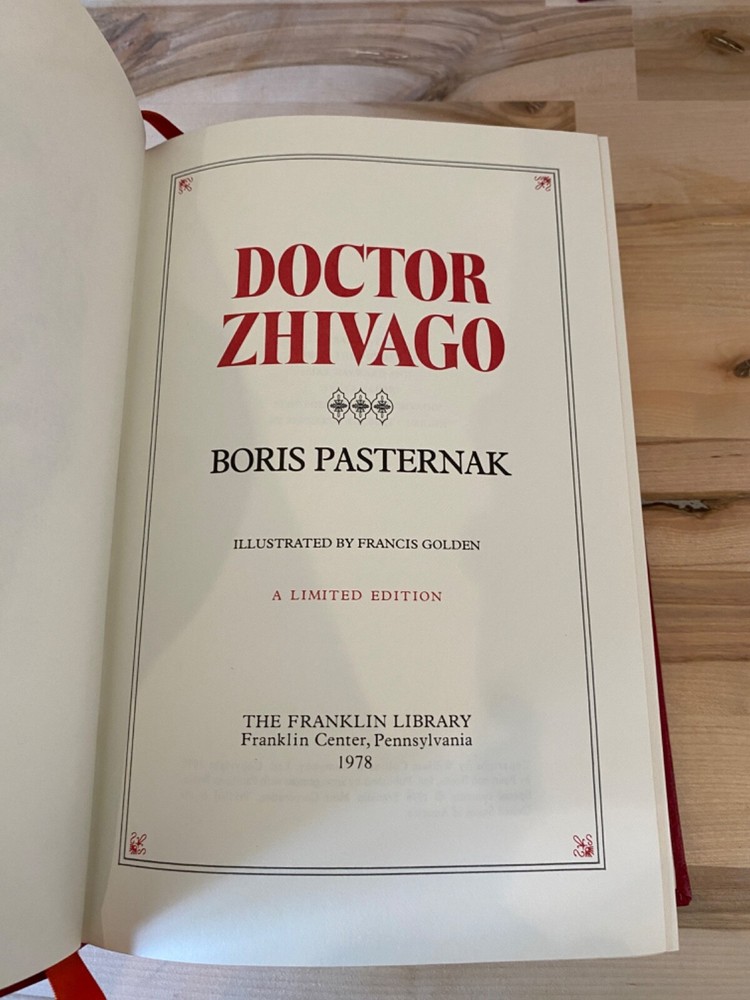 DOCTOR
ZHIVAGO
BORIS PASTERNAK
ILLUSTRATED BY FRANCIS GOLDEN
A LIMITED EDITION
THE FRANKLIN LIBRARY
Franklin Center, Pennsylvania
1978